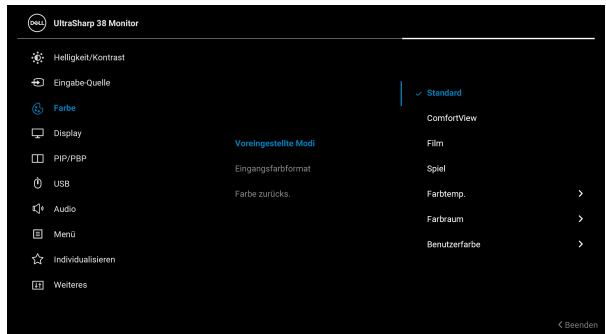 DELL UltraSharp 38 Monitor
Helligkeit/Kontrast
Eingabe-Quelle
Farbe
Display
PIP/PBP
USB
Audio
Menü
Individualisieren
Weiteres
Voreingestellte Modi
Eingangsfarbformat
Farbe zurücks.
Standard
ComfortView
Film
Spiel
Farbtemp.
Farbraum
Benutzerfarbe
Beenden